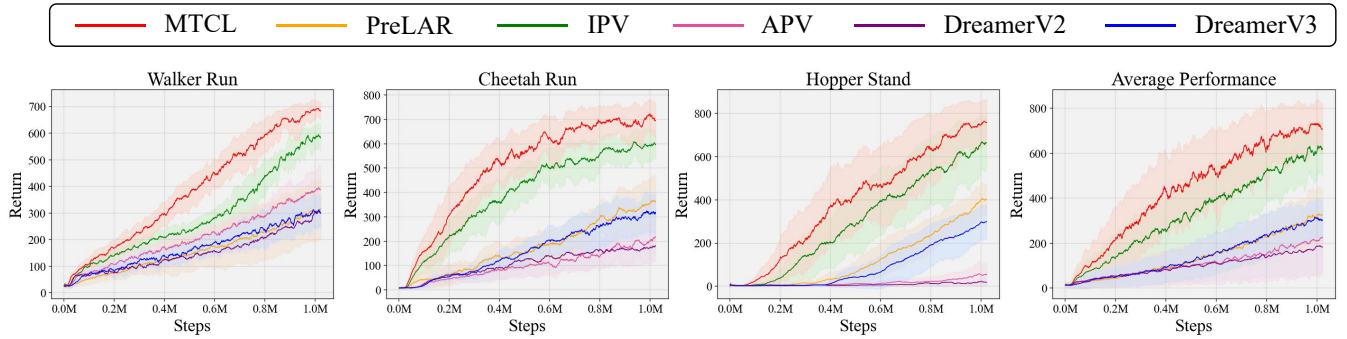 MTCL PreLAR IPV APV DreamerV2 DreamerV3
Walker Run
Return
700
600
500
400
300
200
100
0
0.0M 0.2M 0.4M 0.6M 0.8M 1.0M
Steps
Cheetah Run
Return
800
700
600
500
400
300
200
100
0
0.0M 0.2M 0.4M 0.6M 0.8M 1.0M
Steps
Hopper Stand
Return
800
600
400
200
0
0.0M 0.2M 0.4M 0.6M 0.8M 1.0M
Steps
Average Performance
Return
800
600
400
200
0
0.0M 0.2M 0.4M 0.6M 0.8M 1.0M
Steps